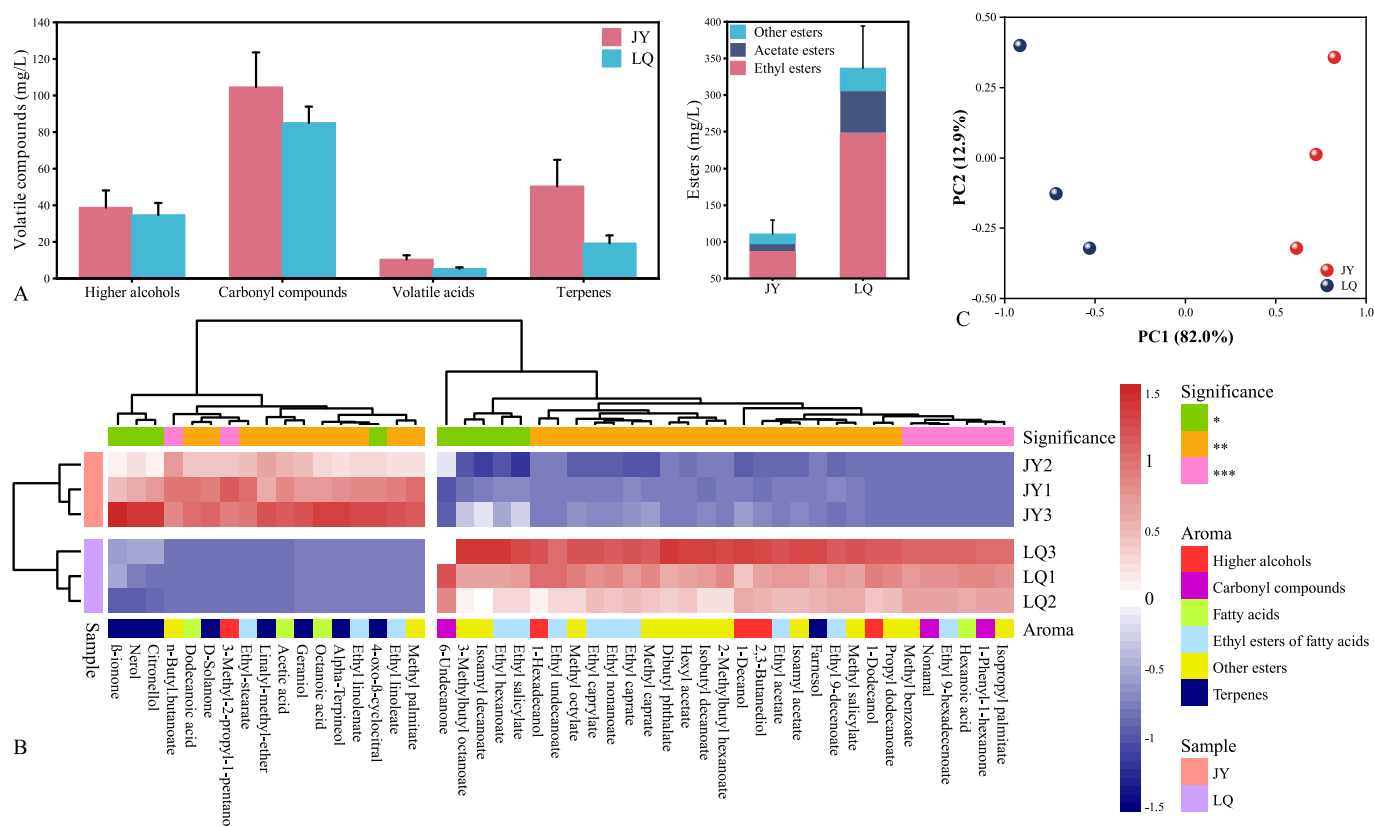 140
120
100
80
60
40
20
0
Volatile compounds (mg/L)
JY
LQ
Higher alcohols
Carbonyl compounds
Volatile acids
Terpenes
A
400
350
300
250
200
150
100
50
Esters (mg/L)
Other esters
Acetate esters
Ethyl esters
JY
LQ
0.50
0.25
0.00
-0.25
-0.50
PC2 (12.9%)
JY
LQ
-1.0
-0.5
0.0
0.5
1.0
PC1 (82.0%)
C
Significance
JY2
JY1
JY3
LQ3
LQ1
LQ2
Aroma
Sample
ß-ionone
Nerol
Citronellol
n-Butyl.butanoate
Dodecanoic acid
D-Solanone
3-Methyl-2-propyl-1-pentano
Ethyl-stearate
Linalyl-methyl-ether
Acetic acid
Geraniol
Octanoic acid
Alpha-Terpineol
Ethyl linolenate
4-oxo-ß-cyclocitral
Ethyl linoleate
Methyl palmitate
6-Undecanone
3-Methylbutyl octanoate
Isoamyl decanoate
Ethyl hexanoate
Ethyl salicylate
1-Hexadecanol
Ethyl undecanoate
Methyl octylate
Ethyl caprylate
Ethyl nonanoate
Ethyl caprate
Methyl caprate
Dibutyl phthalate
Hexyl acetate
Isobutyl decanoate
2-Methylbutyl hexanoate
1-Decanol
2,3-Butanediol
Ethyl acetate
Isoamyl acetate
Farnesol
Ethyl 9-decenoate
Methyl salicylate
1-Dodecanol
Propyl dodecanoate
Methyl benzoate
Nonanal
Ethyl 9-hexadecenoate
Hexanoic acid
1-Phenyl-1-hexanone
Isopropyl palmitate
B
1.5
1
0.5
0
-0.5
-1
-1.5
Significance
*
**
***
Aroma
Higher alcohols
Carbonyl compounds
Fatty acids
Ethyl esters of fatty acids
Other esters
Terpenes
Sample
JY
LQ